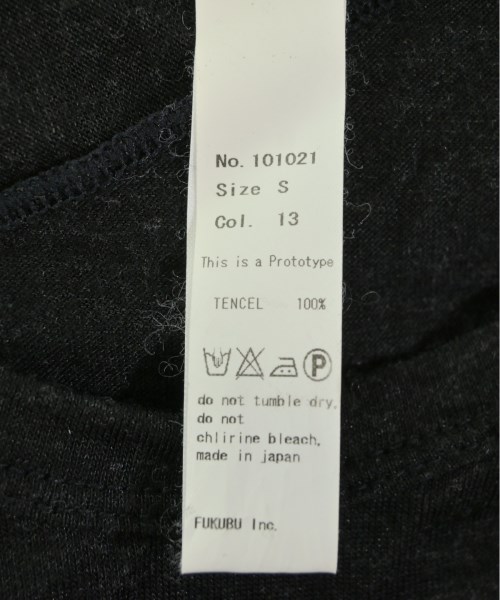 No. 101021
Size S
Col. 13
This is a Prototype
TENCEL 100%
P
do not tumble dry.
do not
chlirine bleach,
made in japan
FUKUBU Inc.